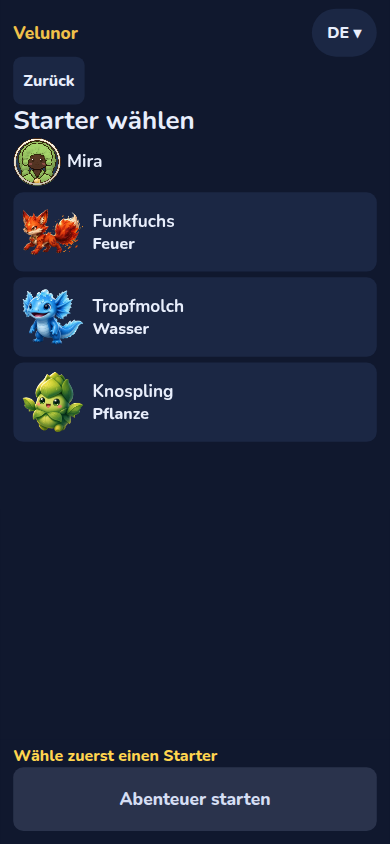 Velunor
DE ▾
Zurück
Starter wählen
Mira
Funkfuchs
Feuer
Tropfmolch
Wasser
Knospling
Pflanze
Wähle zuerst einen Starter
Abenteuer starten